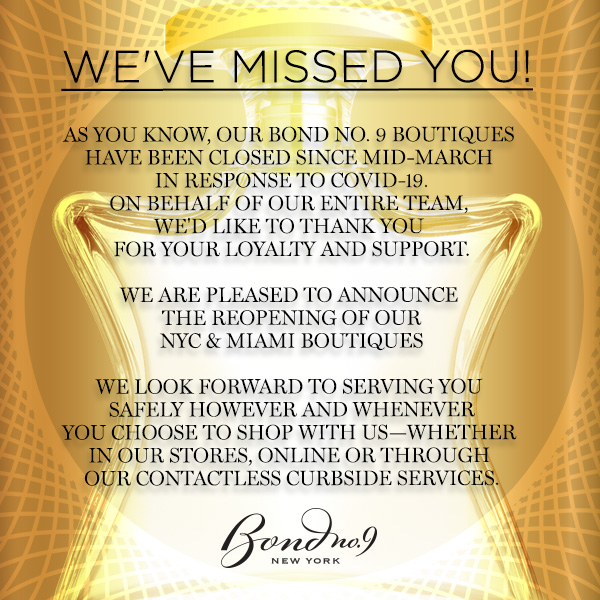 WE'VE MISSED YOU!
AS YOU KNOW, OUR BOND NO. 9 BOUTIQUES
HAVE BEEN CLOSED SINCE MID-MARCH
IN RESPONSE TO COVID-19.
ON BEHALF OF OUR ENTIRE TEAM,
WE'D LIKE TO THANK YOU
FOR YOUR LOYALTY AND SUPPORT.
WE ARE PLEASED TO ANNOUNCE
THE REOPENING OF OUR
NYC & MIAMI BOUTIQUES
WE LOOK FORWARD TO SERVING YOU
SAFELY HOWEVER AND WHENEVER
YOU CHOOSE TO SHOP WITH US—WHETHER
IN OUR STORES, ONLINE OR THROUGH
OUR CONTACTLESS CURBSIDE SERVICES.
Bond no.9
NEW YORK